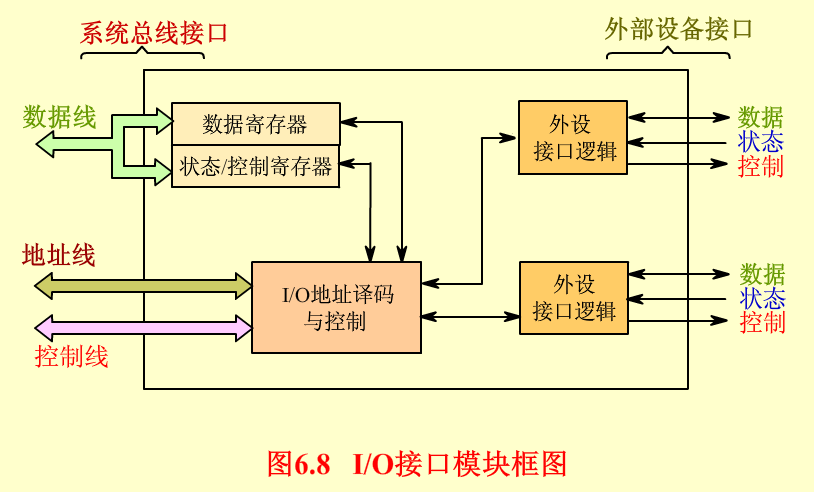 系统总线接口
外部设备接口
数据线
数据寄存器
状态/控制寄存器
外设
接口逻辑
数据
状态
控制
地址线
控制线
I/O地址译码
与控制
外设
接口逻辑
数据
状态
控制
图6.8 I/O接口模块框图